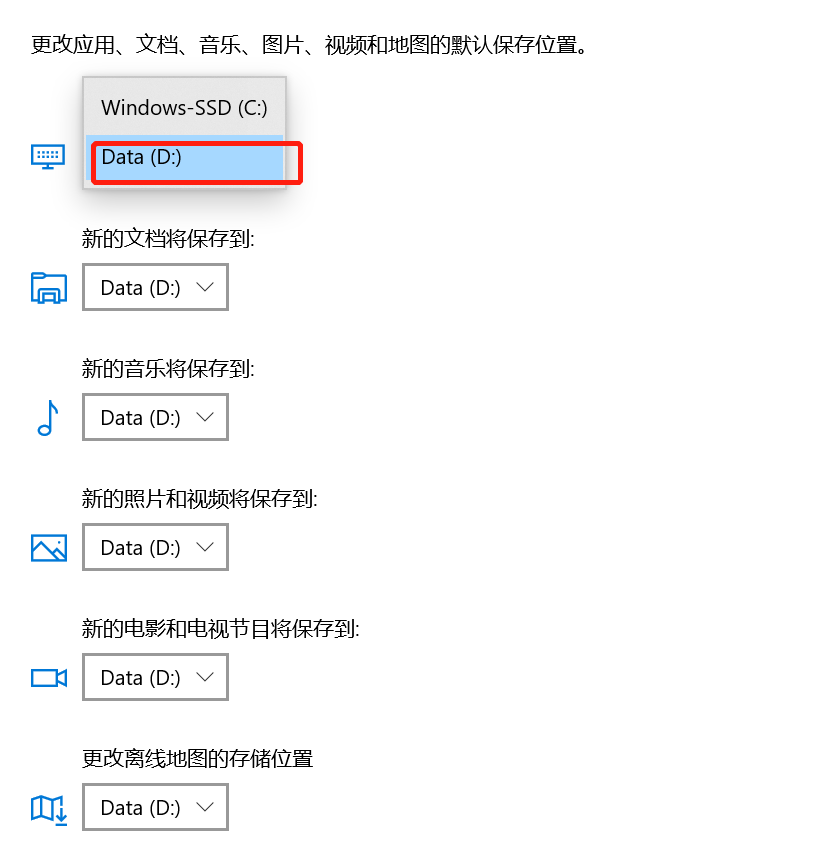 更改应用、文档、音乐、图片、视频和地图的默认保存位置。
Windows-SSD (C:)
Data (D:)
新的文档将保存到:
Data (D:)
新的音乐将保存到:
Data (D:)
新的照片和视频将保存到:
Data (D:)
新的电影和电视节目将保存到:
Data (D:)
更改离线地图的存储位置
Data (D:)